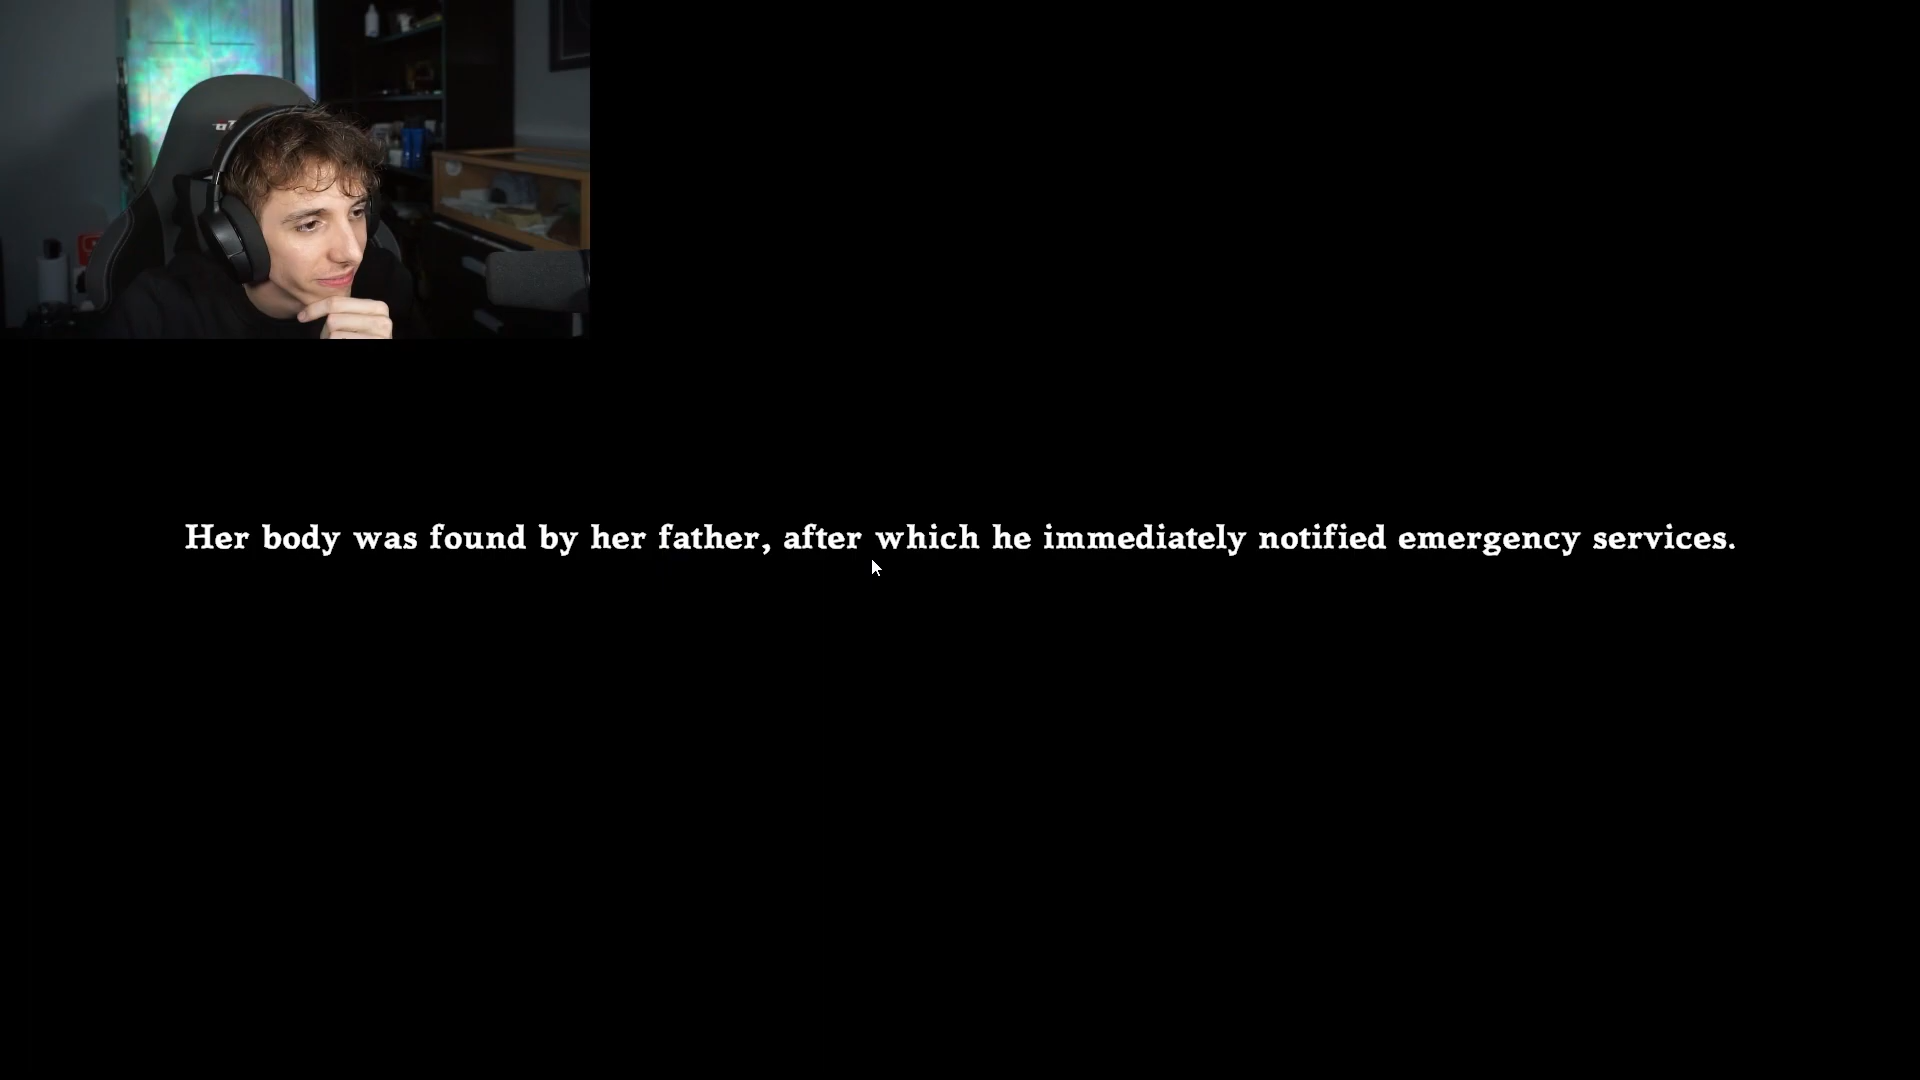 Her body was found by her father, after which he immediately notified emergency services.